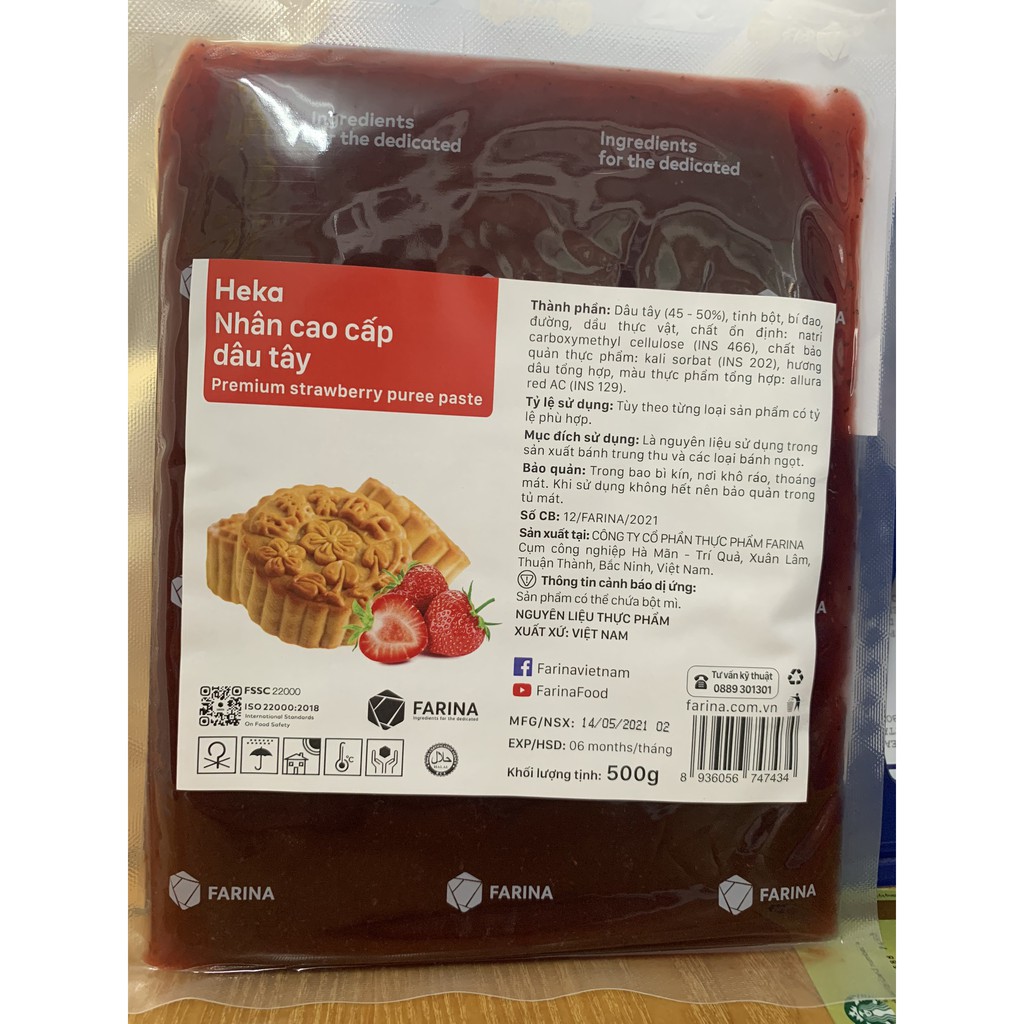 Ingredients
for the dedicated
Ingredients
for the dedicated
Heka
Nhân cao cấp
dâu tây
Premium strawberry puree paste
Thành phần: Dâu tây (45 - 50%), tinh bột, bí đao,
đường, dầu thực vật, chất ổn định: natri
carboxymethyl cellulose (INS 466), chất bảo
quản thực phẩm: kali sorbat (INS 202), hương
dâu tổng hợp, màu thực phẩm tổng hợp: allura
red AC (INS 129).
Tỷ lệ sử dụng: Tùy theo từng loại sản phẩm có tỷ
lệ phù hợp.
Mục đích sử dụng: Là nguyên liệu sử dụng trong
sản xuất bánh trung thu và các loại bánh ngọt.
Bảo quản: Trong bao bì kín, nơi khô ráo, thoáng
mát. Khi sử dụng không hết nên bảo quản trong
tủ mát.
Số CB: 12/FARINA/2021
Sản xuất tại: CÔNG TY CỔ PHẦN THỰC PHẨM FARINA
Cụm công nghiệp Hà Mãn - Trí Quả, Xuân Lâm,
Thuận Thành, Bắc Ninh, Việt Nam.
Thông tin cảnh báo dị ứng:
Sản phẩm có thể chứa bột mì.
NGUYÊN LIỆU THỰC PHẨM
XUẤT XỨ: VIỆT NAM
Farinavietnam
FarinaFood
Tư vấn kỹ thuật
0889 301301
farina.com.vn
MFG/NSX: 14/05/2021 02
EXP/HSD: 06 months/tháng
Khối lượng tịnh: 500g
8 936056 747434
FSSC 22000
ISO 22000:2018
International Standards
On Food Safety
FARINA
Ingredients for the dedicated
°C
حلال
HALAL
FARINA
FARINA
FARINA